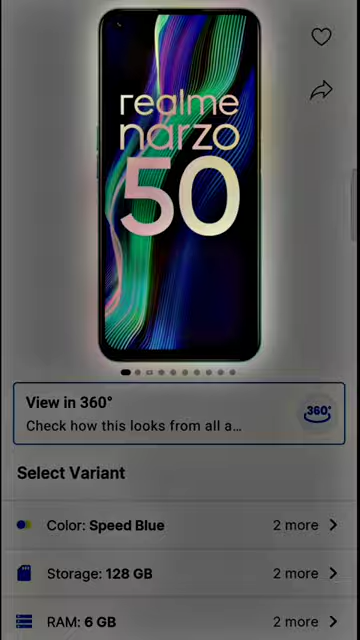 realme
narzo
50
View in 360°
Check how this looks from all a...
360°
Select Variant
Color: Speed Blue 2 more
Storage: 128 GB 2 more
RAM: 6 GB 2 more